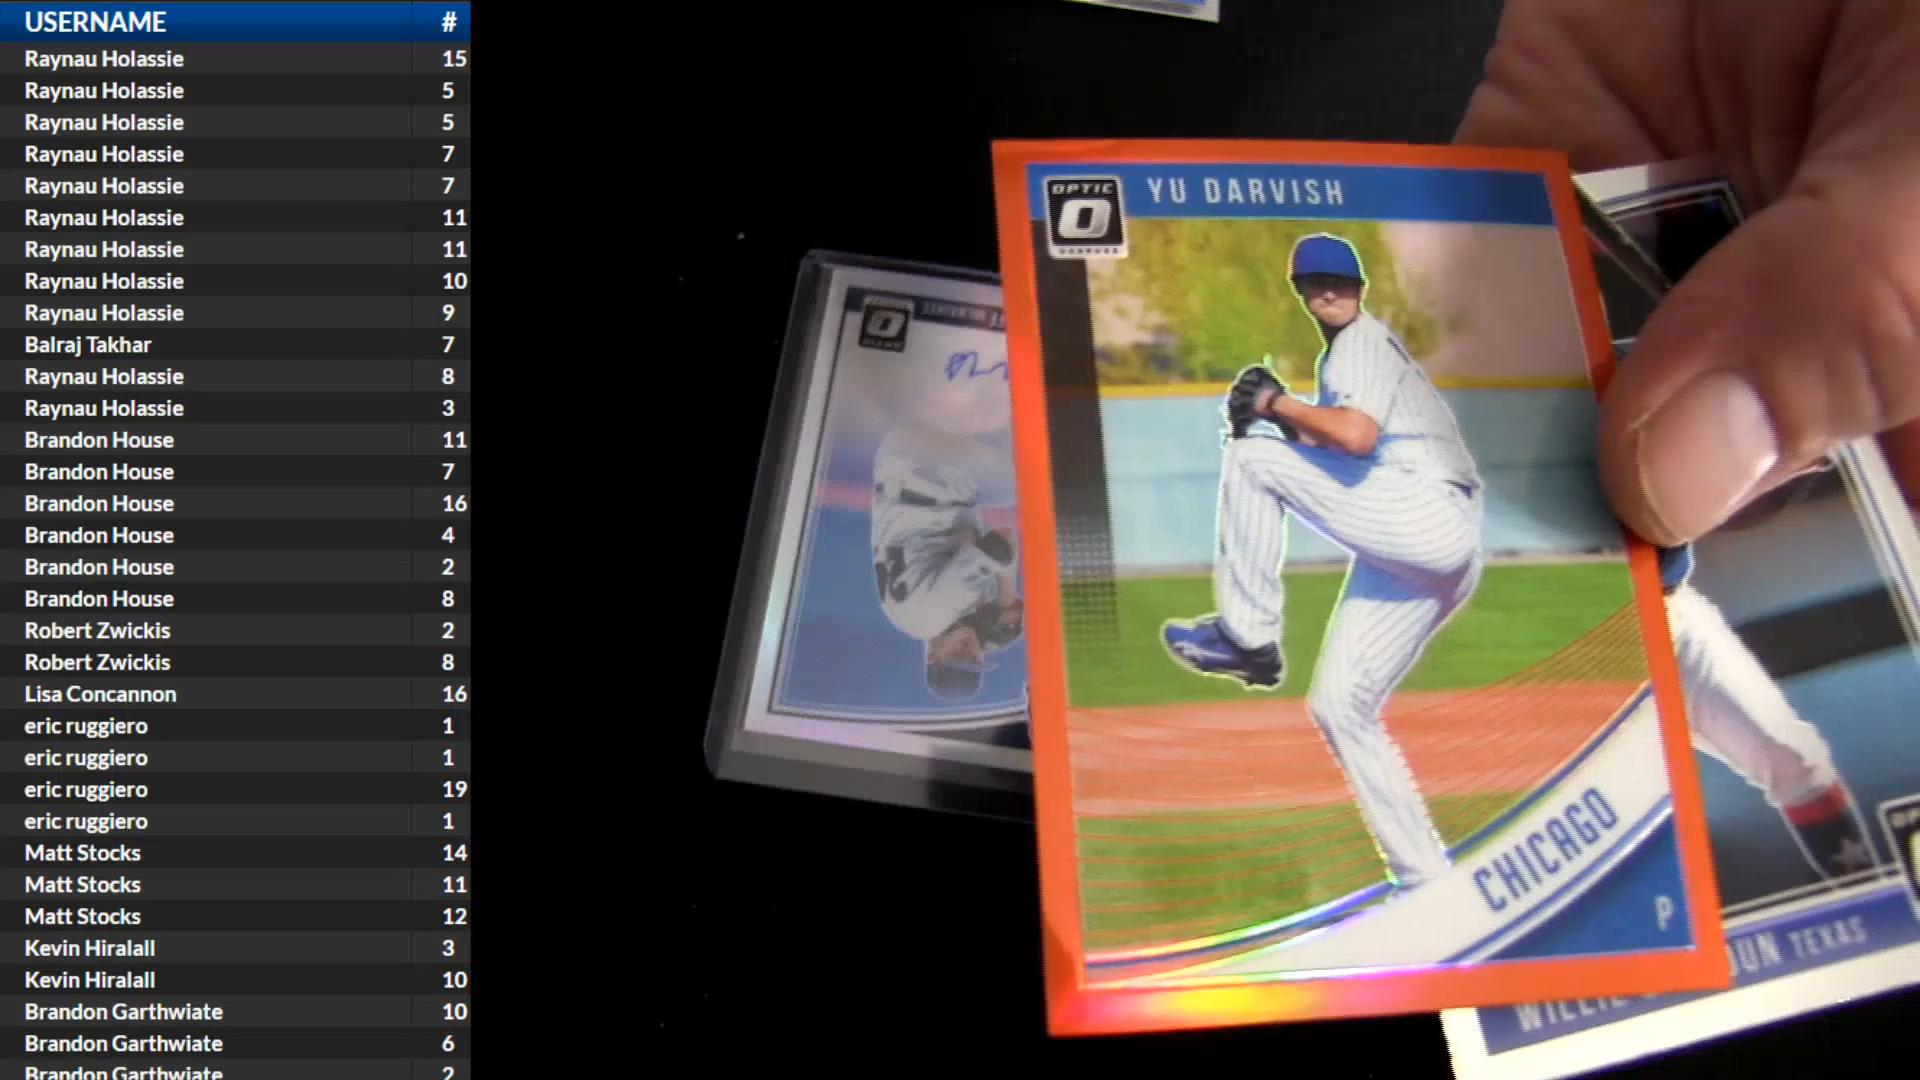 USERNAME #
Raynau Holassie 15
Raynau Holassie 5
Raynau Holassie 5
Raynau Holassie 7
Raynau Holassie 7
Raynau Holassie 11
Raynau Holassie 11
Raynau Holassie 10
Raynau Holassie 9
Balraj Takhar 7
Raynau Holassie 8
Raynau Holassie 3
Brandon House 11
Brandon House 7
Brandon House 16
Brandon House 4
Brandon House 2
Brandon House 8
Robert Zwickis 2
Robert Zwickis 8
Lisa Concannon 16
eric ruggiero 1
eric ruggiero 1
eric ruggiero 19
eric ruggiero 1
Matt Stocks 14
Matt Stocks 11
Matt Stocks 12
Kevin Hiralall 3
Kevin Hiralall 10
Brandon Garthwiate 10
Brandon Garthwiate 6
Brandon Garthwiate 2
OPTIC
DONRUSS
YU DARVISH
CHICAGO
P
WILLIE
TEXAS